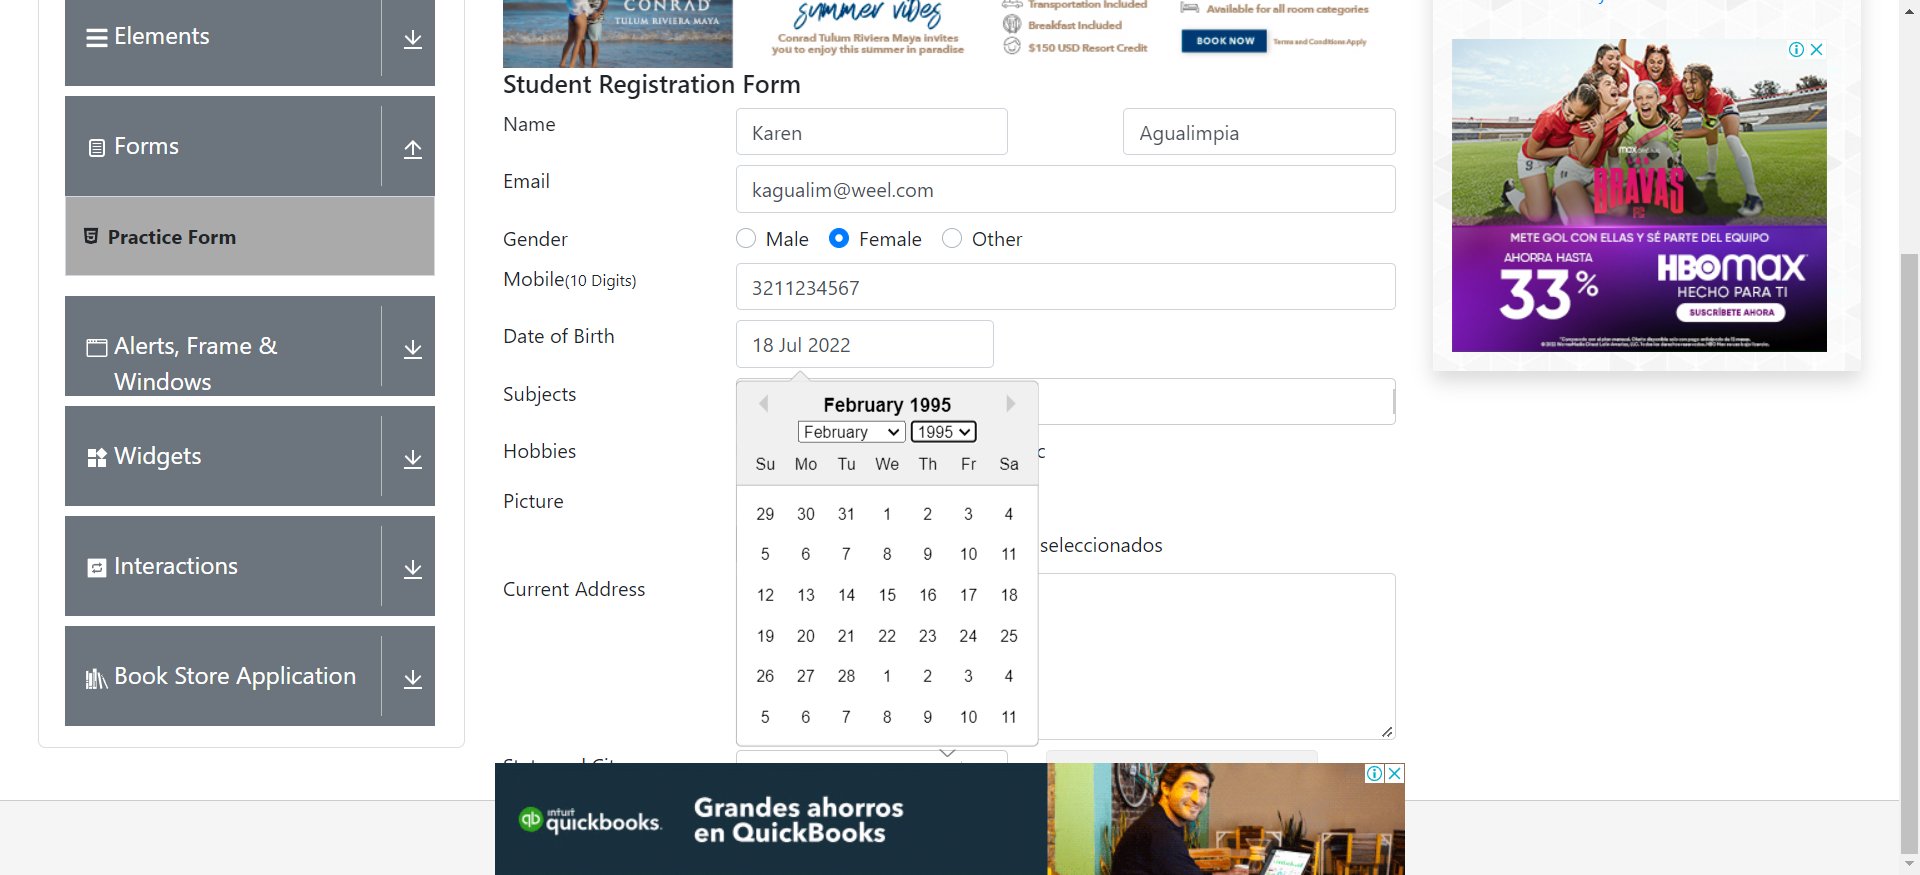 Elements
Forms
Practice Form
Alerts, Frame &
Windows
Widgets
Interactions
Book Store Application
CONRAD
TULUM RIVIERA MAYA
summer vibes
Conrad Tulum Riviera Maya invites
you to enjoy this summer in paradise
Transportation Included
Breakfast Included
$150 USD Resort Credit
Available for all room categories
BOOK NOW
Terms and Conditions Apply
Student Registration Form
Name
Karen
Agualimpia
Email
kagualim@weel.com
Gender
Male
Female
Other
Mobile(10 Digits)
3211234567
Date of Birth
18 Jul 2022
Subjects
February 1995
February
1995
Su Mo Tu We Th Fr Sa
29 30 31 1 2 3 4
5 6 7 8 9 10 11
12 13 14 15 16 17 18
19 20 21 22 23 24 25
26 27 28 1 2 3 4
5 6 7 8 9 10 11
Hobbies
c
Picture
seleccionados
Current Address
State and City
intuit
quickbooks.
Grandes ahorros
en QuickBooks
max
BRAVAS
METE GOL CON ELLAS Y SÉ PARTE DEL EQUIPO
AHORRA HASTA
33%
HBOMAX
HECHO PARA TI
SUSCRÍBETE AHORA